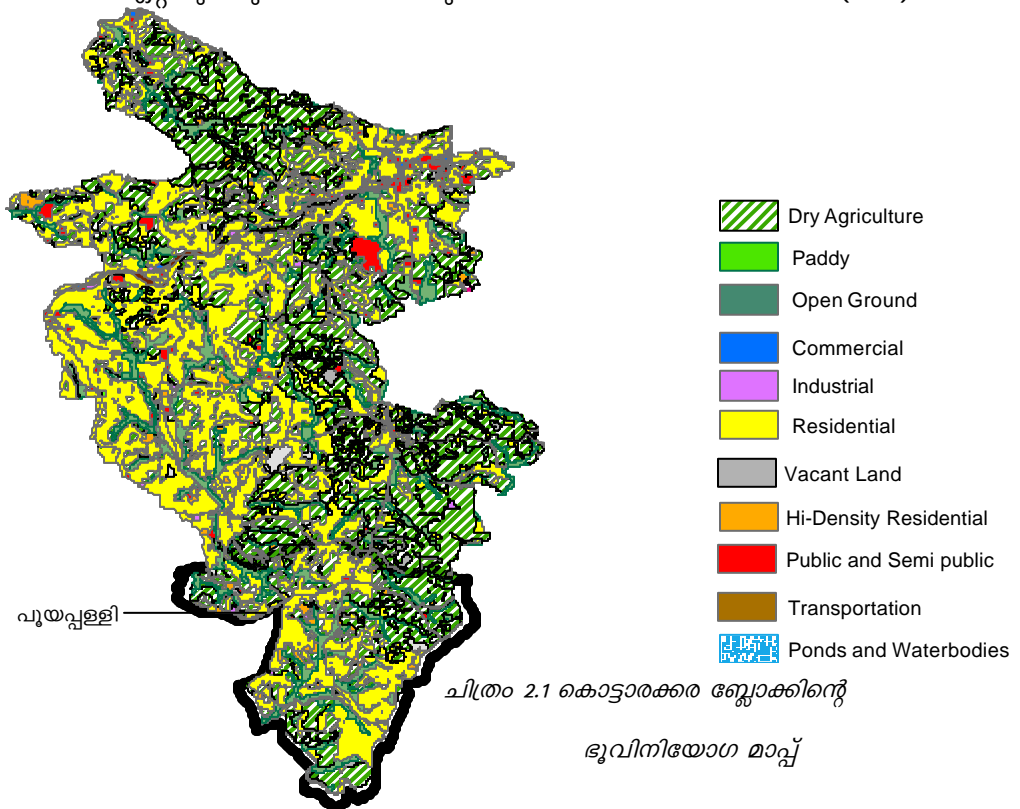 Dry Agriculture
Paddy
Open Ground
Commercial
Industrial
Residential
Vacant Land
Hi-Density Residential
Public and Semi public
Transportation
Ponds and Waterbodies
പൂയപ്പള്ളി
ചിത്രം 2.1 കൊട്ടാരക്കര ബ്ലോക്കിന്റെ
ഭൂവിനിയോഗ മാപ്പ്